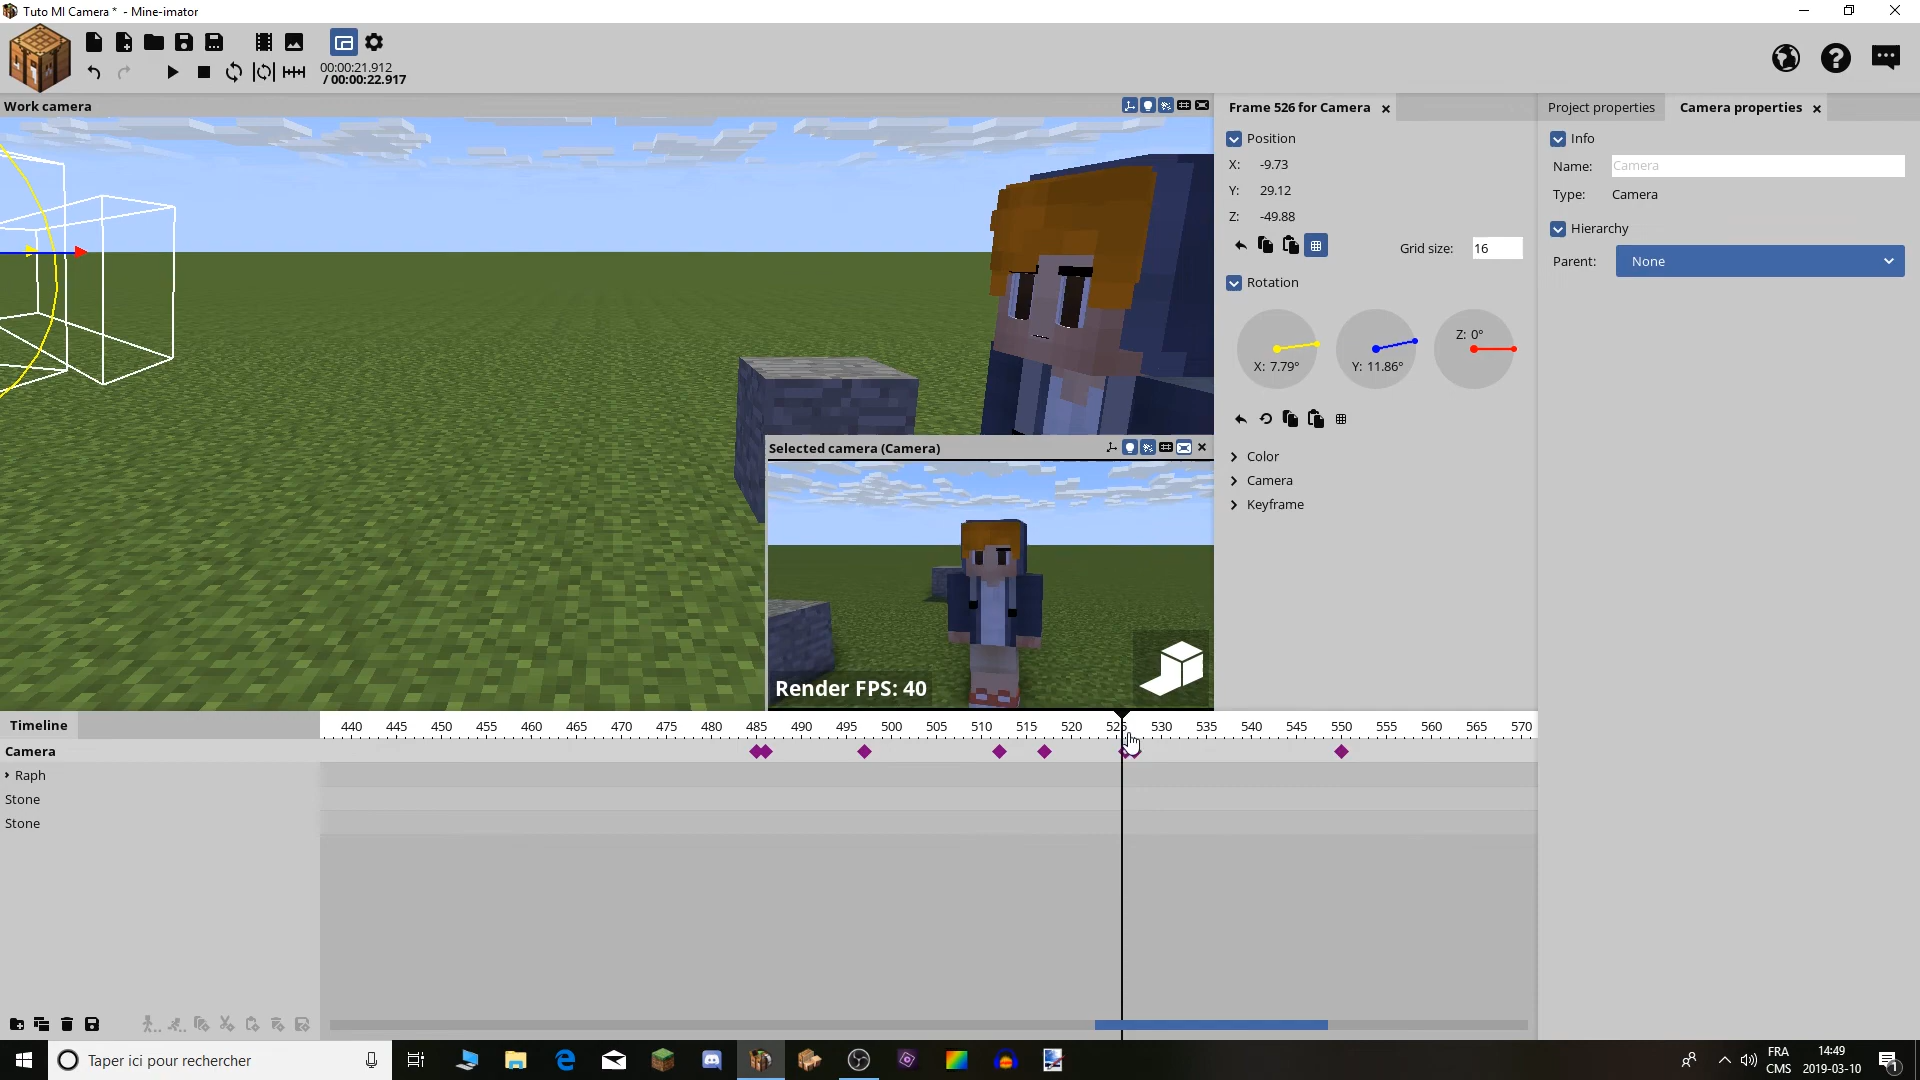 Tuto MI Camera * - Mine-imator
00:00:21.912
/ 00:00:22.917
Work camera
Frame 526 for Camera
Position
X: -9.73
Y: 29.12
Z: -49.88
Grid size: 16
Rotation
X: 7.79° Y: 11.86° Z: 0°
Color
Camera
Keyframe
Project properties Camera properties
Info
Name: Camera
Type: Camera
Hierarchy
Parent: None
Selected camera (Camera)
Render FPS: 40
Timeline
440 445 450 455 460 465 470 475 480 485 490 495 500 505 510 515 520 525 530 535 540 545 550 555 560 565 570
Camera
Raph
Stone
Stone
Taper ici pour rechercher
FRA
CMS
14:49
2019-03-10
1